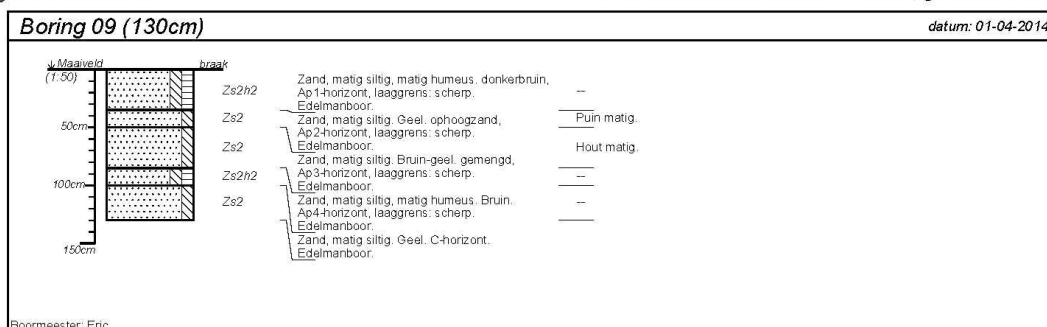 Boring 09 (130cm)
datum: 01-04-2014
↓ Maaiveld
braak
(1:50)
50cm
100cm
150cm
Zs2h2
Zs2
Zs2
Zs2h2
Zs2
Zand, matig siltig, matig humeus. donkerbruin,
Ap1-horizont, laaggrens: scherp.
Edelmanboor.
Zand, matig siltig. Geel. ophoogzand,
Ap2-horizont, laaggrens: scherp.
Edelmanboor.
Zand, matig siltig. Bruin-geel. gemengd,
Ap3-horizont, laaggrens: scherp.
Edelmanboor.
Zand, matig siltig, matig humeus. Bruin.
Ap4-horizont, laaggrens: scherp.
Edelmanboor.
Zand, matig siltig. Geel. C-horizont.
Edelmanboor.
--
Puin matig.
Hout matig.
--
--
Boormeester: Eric